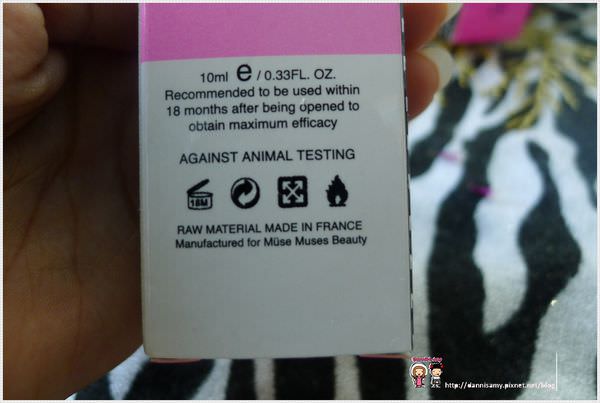 10ml e / 0.33FL. OZ.
Recommended to be used within
18 months after being opened to
obtain maximum efficacy
AGAINST ANIMAL TESTING
18M
RAW MATERIAL MADE IN FRANCE
Manufactured for Müse Muses Beauty
http://dannisamy.pixnet.net/blog